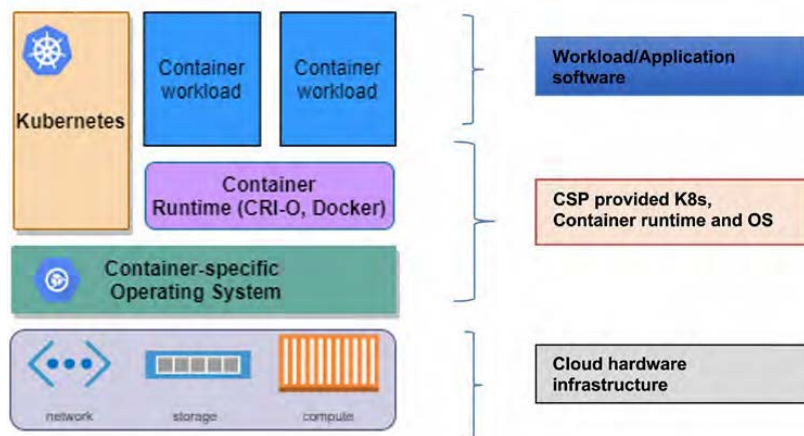 Kubernetes
Container
workload
Container
workload
Container
Runtime (CRI-O, Docker)
Container-specific
Operating System
network
storage
compute
Workload/Application
software
CSP provided K8s,
Container runtime and OS
Cloud hardware
infrastructure